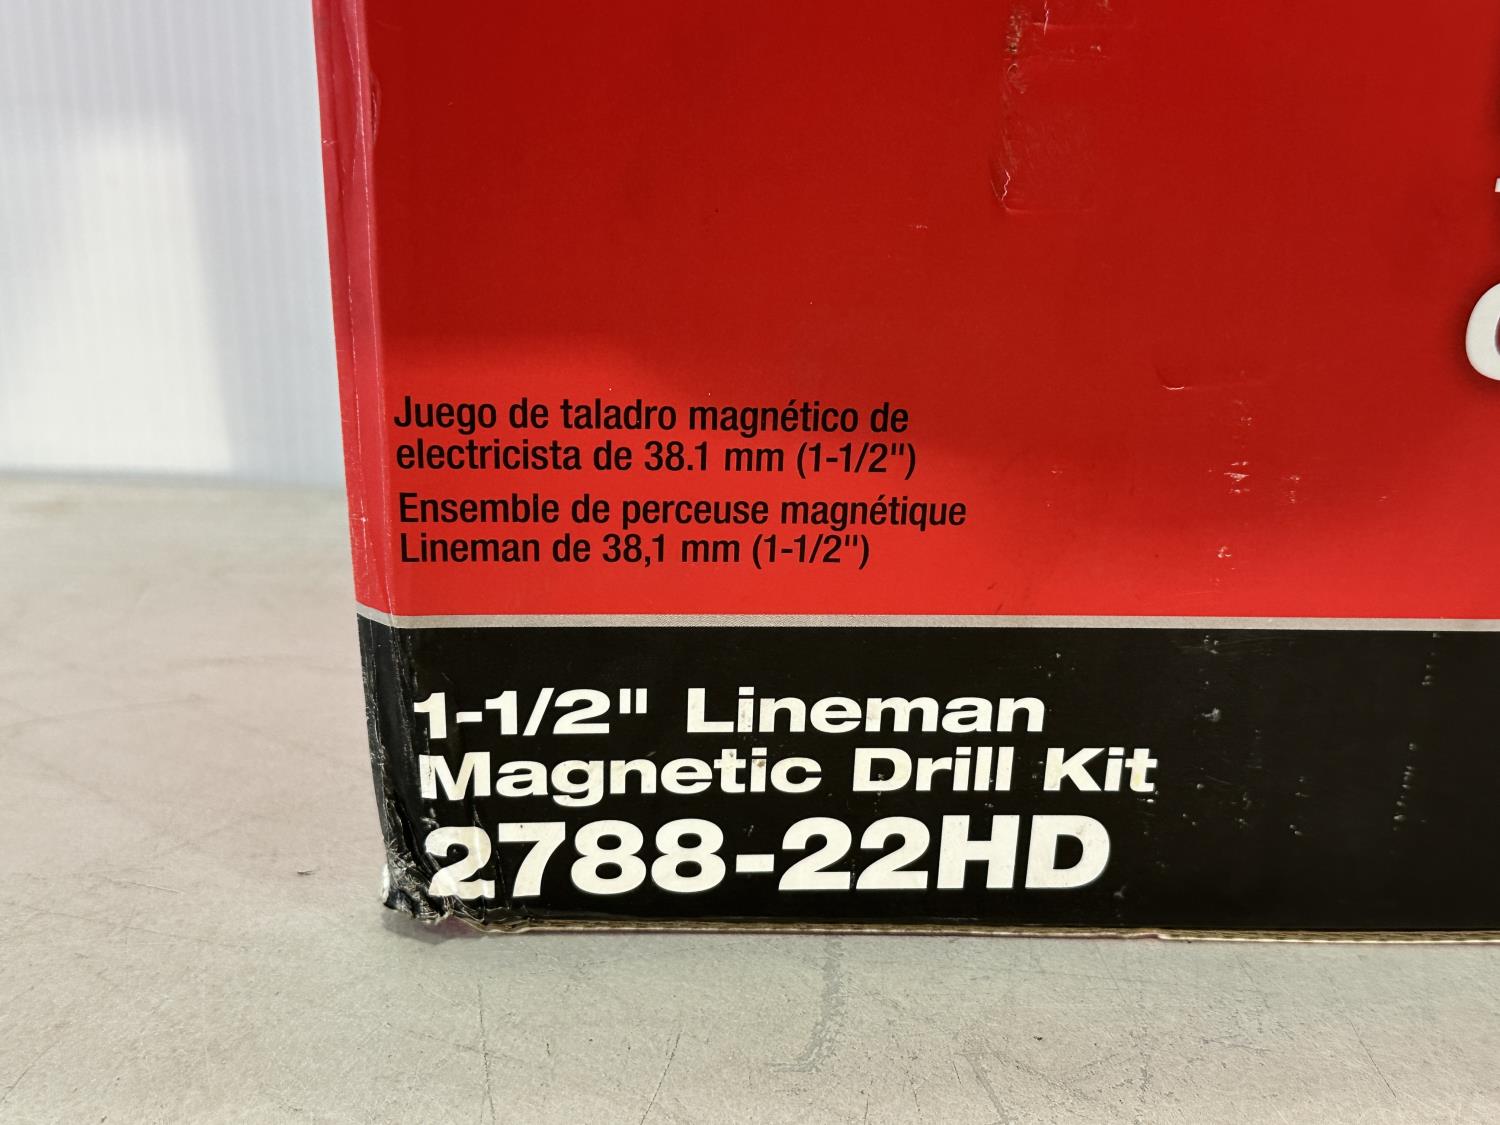 Juego de taladro magnético de
electricista de 38.1 mm (1-1/2")
Ensemble de perceuse magnétique
Lineman de 38,1 mm (1-1/2")
1-1/2" Lineman
Magnetic Drill Kit
2788-22HD